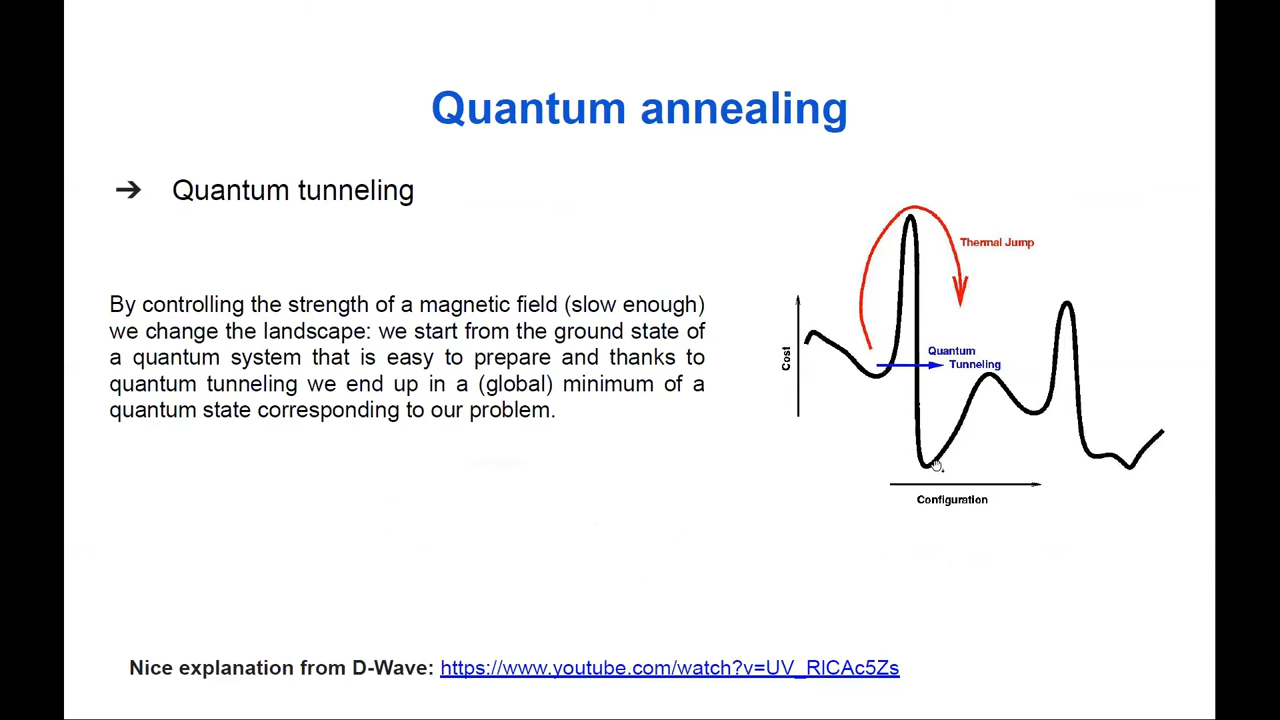 Quantum annealing
➔ Quantum tunneling
By controlling the strength of a magnetic field (slow enough)
we change the landscape: we start from the ground state of
a quantum system that is easy to prepare and thanks to
quantum tunneling we end up in a (global) minimum of a
quantum state corresponding to our problem.
Thermal Jump
Cost
Quantum
Tunneling
Configuration
Nice explanation from D-Wave: https://www.youtube.com/watch?v=UV_RlCAc5Zs